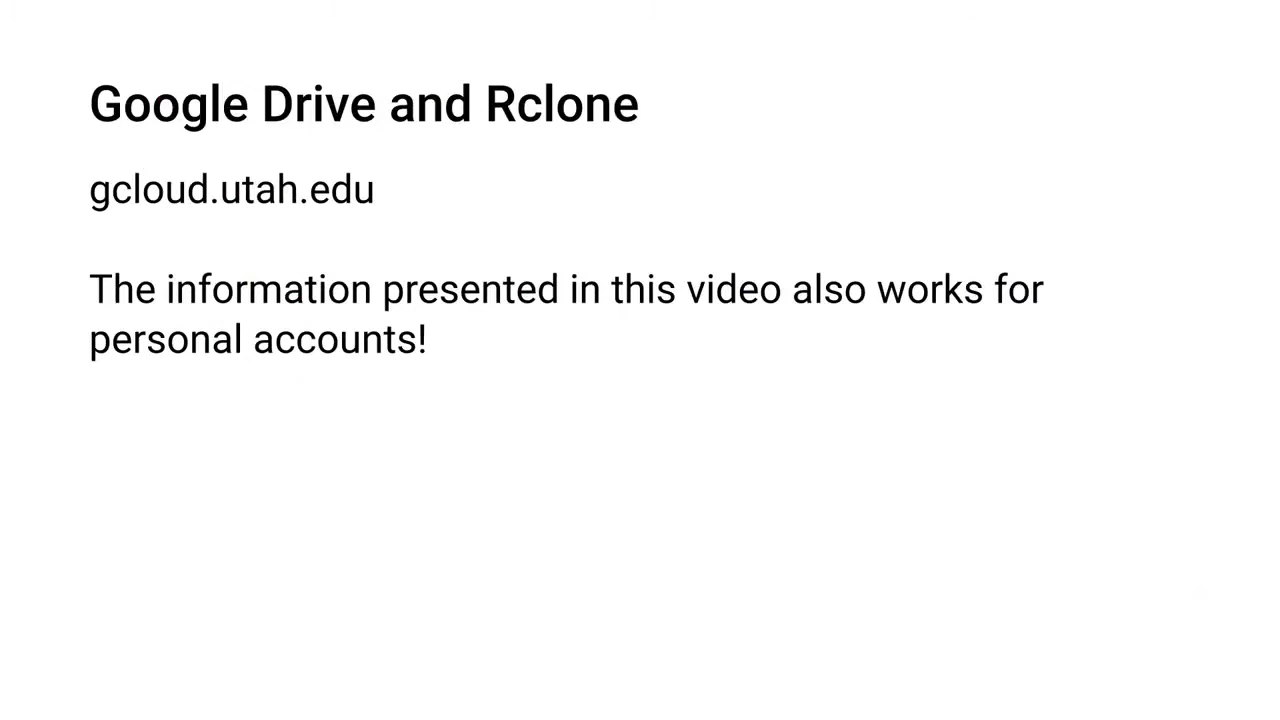 Google Drive and Rclone
gcloud.utah.edu
The information presented in this video also works for
personal accounts!